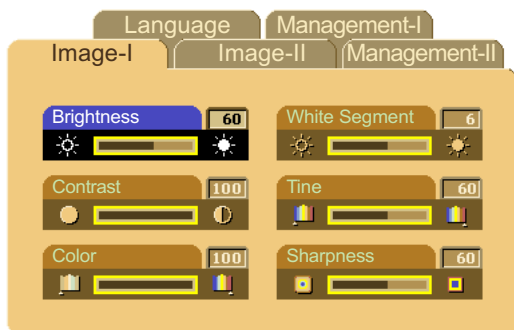 Language Management-I
Image-I Image-II Management-II
Brightness 60
White Segment 6
Contrast 100
Tine 60
Color 100
Sharpness 60